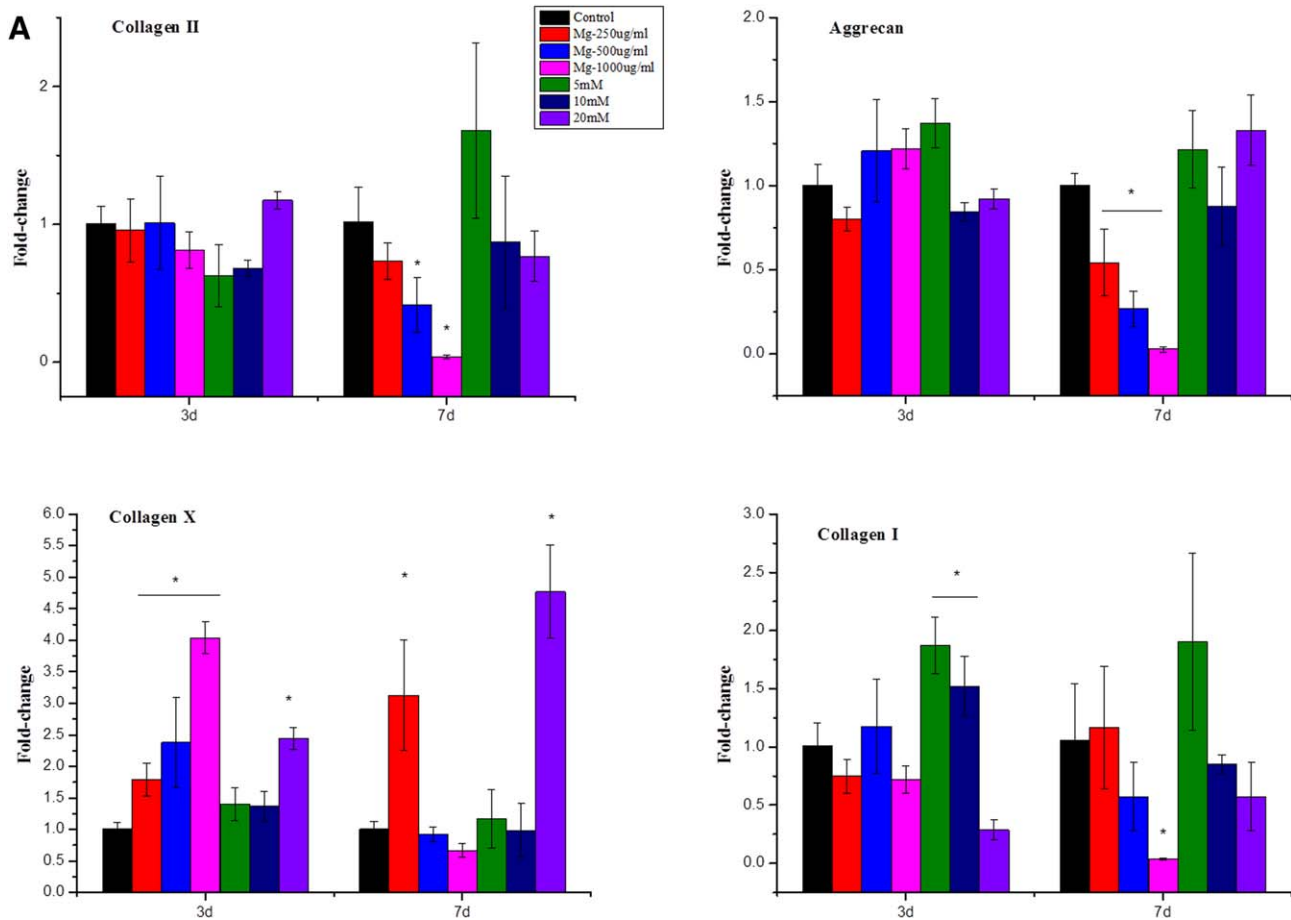 A
Collagen II
Control
Mg-250ug/ml
Mg-500ug/ml
Mg-1000ug/ml
5mM
10mM
20mM
Fold-change
2
1
0
*
*
3d
7d
Aggrecan
Fold-change
2.0
1.5
1.0
0.5
0.0
*
3d
7d
Collagen X
Fold-change
6.0
5.5
5.0
4.5
4.0
3.5
3.0
2.5
2.0
1.5
1.0
0.5
0.0
*
*
*
*
3d
7d
Collagen I
Fold-change
3.0
2.5
2.0
1.5
1.0
0.5
0.0
*
*
3d
7d